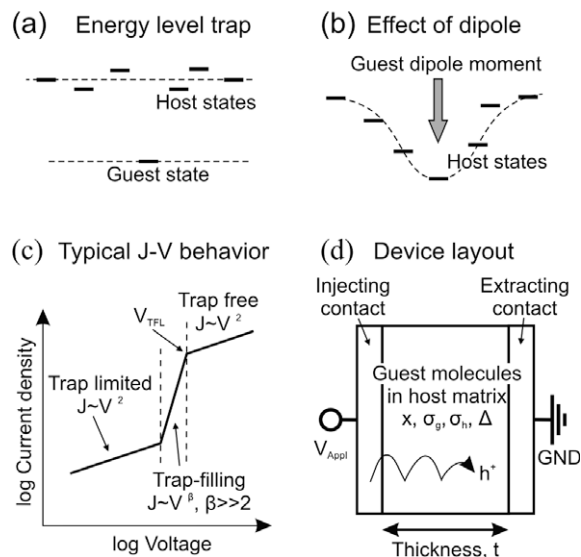 (a) Energy level trap
Host states
Guest state
(b) Effect of dipole
Guest dipole moment
Host states
(c) Typical J-V behavior
Trap free
J~V ²
V_TFL
Trap limited
J~V ²
Trap-filling
J~V ᵝ, β>>2
log Current density
log Voltage
(d) Device layout
Injecting
contact
Extracting
contact
Guest molecules
in host matrix
x, σ_g, σ_h, Δ
V_Appl
GND
h⁺
Thickness, t